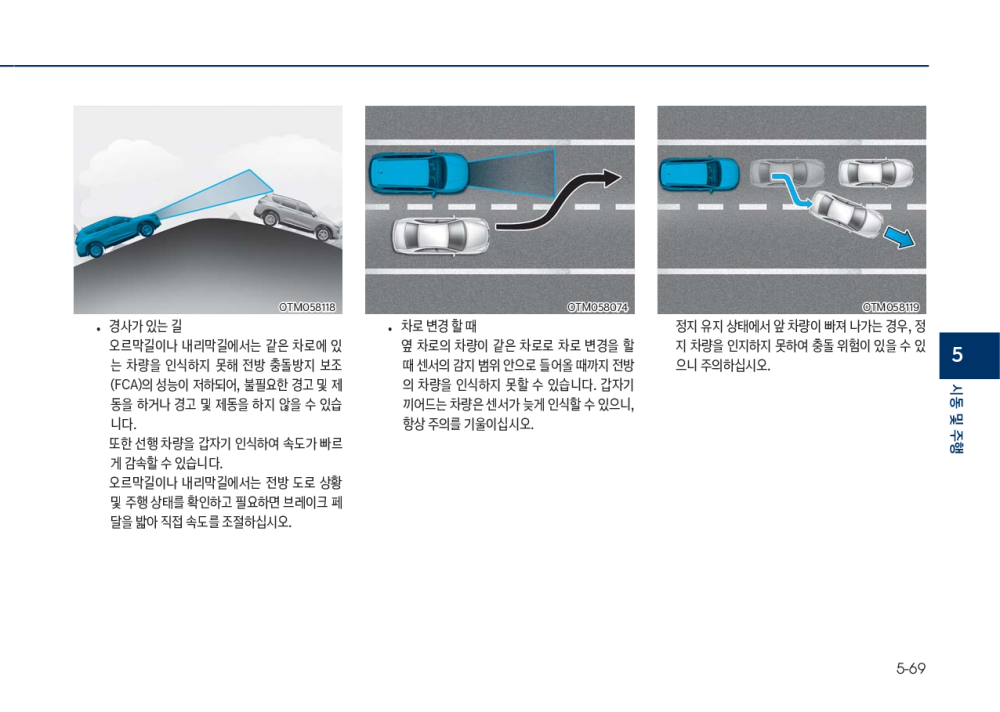 OTM058118
• 경사가 있는 길
오르막길이나 내리막길에서는 같은 차로에 있
는 차량을 인식하지 못해 전방 충돌방지 보조
(FCA)의 성능이 저하되어, 불필요한 경고 및 제
동을 하거나 경고 및 제동을 하지 않을 수 있습
니다.
또한 선행 차량을 갑자기 인식하여 속도가 빠르
게 감속할 수 있습니다.
오르막길이나 내리막길에서는 전방 도로 상황
및 주행 상태를 확인하고 필요하면 브레이크 페
달을 밟아 직접 속도를 조절하십시오.
OTM058074
• 차로 변경 할 때
옆 차로의 차량이 같은 차로로 차로 변경을 할
때 센서의 감지 범위 안으로 들어올 때까지 전방
의 차량을 인식하지 못할 수 있습니다. 갑자기
끼어드는 차량은 센서가 늦게 인식할 수 있으니,
항상 주의를 기울이십시오.
OTM058119
정지 유지 상태에서 앞 차량이 빠져 나가는 경우, 정
지 차량을 인지하지 못하여 충돌 위험이 있을 수 있
으니 주의하십시오.
5
시동 및 주행
5-69